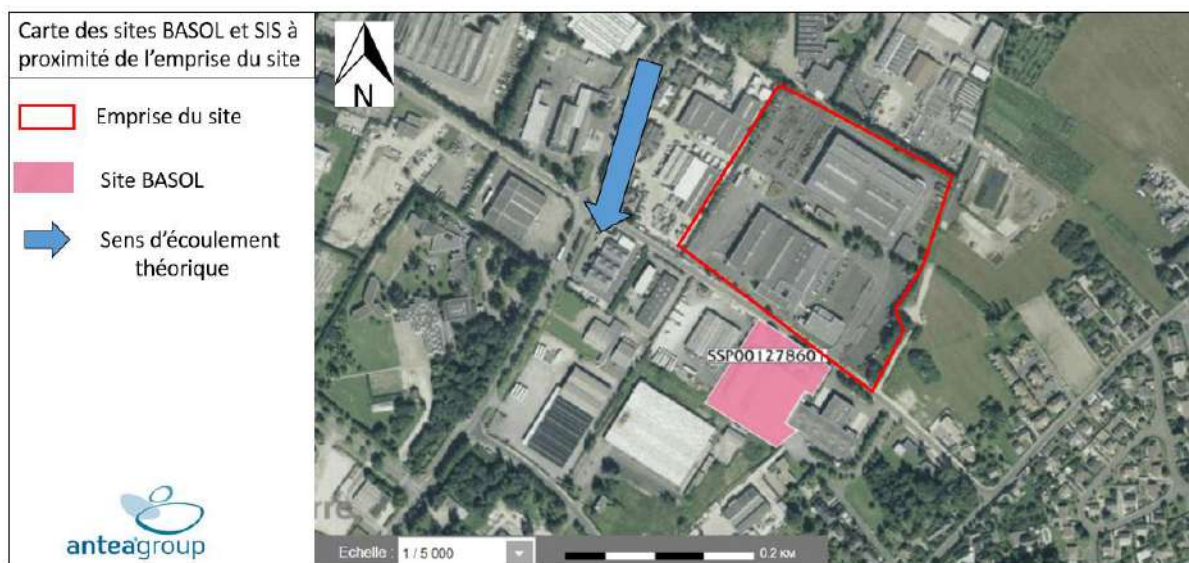 Carte des sites BASOL et SIS à
proximité de l'emprise du site
Emprise du site
Site BASOL
Sens d'écoulement
théorique
anteagroup
N
SSP001278601
Echelle : 1 / 5 000
0.2 KM